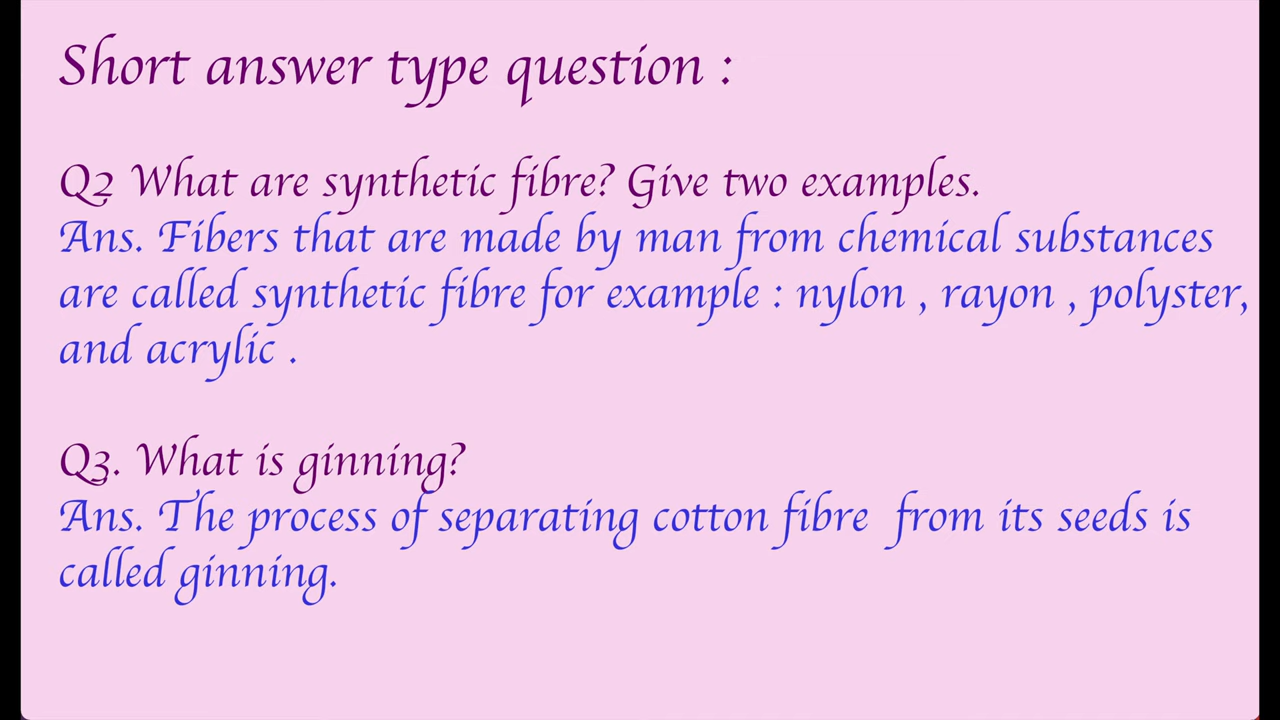 Short answer type question :
Q2 What are synthetic fibre? Give two examples.
Ans. Fibers that are made by man from chemical substances
are called synthetic fibre for example : nylon , rayon , polyster,
and acrylic .
Q3. What is ginning?
Ans. The process of separating cotton fibre from its seeds is
called ginning.